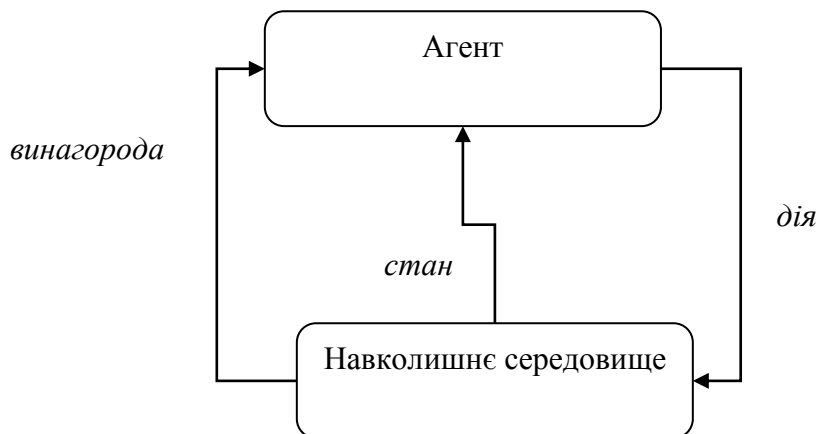 Агент
винагорода
дія
стан
Навколишнє середовище